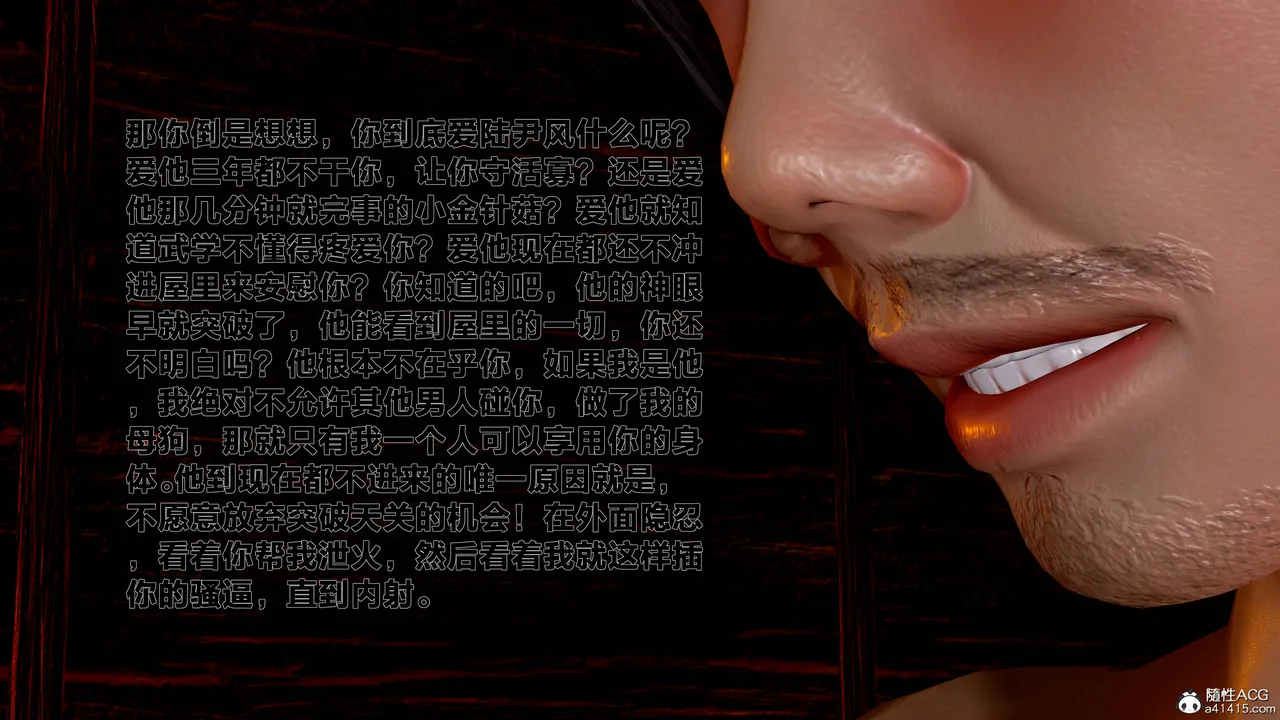 那你倒是想想，你到底爱陆尹风什么呢？
爱他三年都不干你，让你守活寡？还是爱
他那几分钟就完事的小金针菇？爱他就知
道武学不懂得疼爱你？爱他现在都还不冲
进屋里来安慰你？你知道的吧，他的神眼
早就突破了，他能看到屋里的一切，你还
不明白吗？他根本不在乎你，如果我是他
，我绝对不允许其他男人碰你，做了我的
母狗，那就只有我一个人可以享用你的身
体。他到现在都不进来的唯一原因就是，
不愿意放弃突破天关的机会！在外面隐忍
，看着你帮我泄火，然后看着我就这样插
你的骚逼，直到内射。
隨性ACG
a41415.com